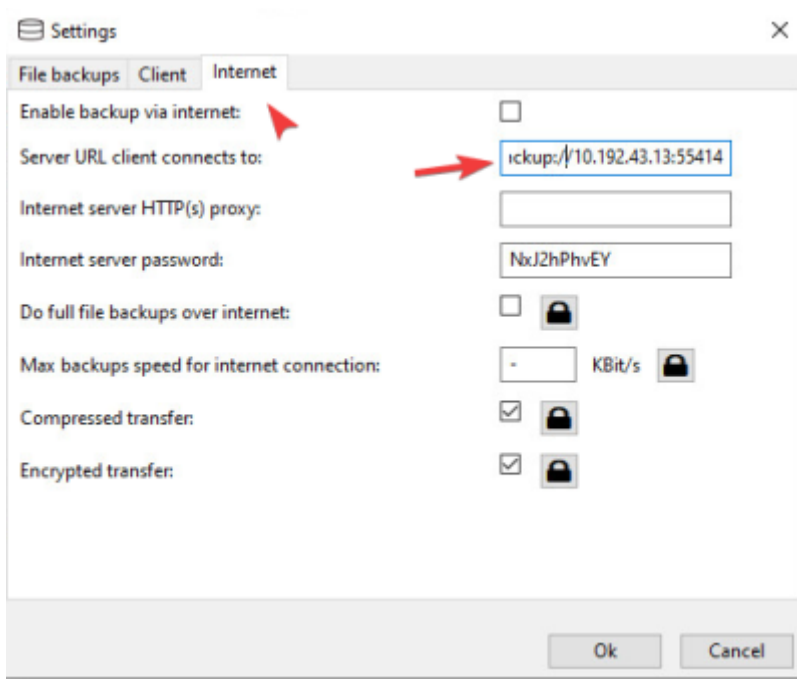 Settings
File backups Client Internet
Enable backup via internet:
Server URL client connects to: ackup://10.192.43.13:55414
Internet server HTTP(s) proxy:
Internet server password: NxJ2hPhvEY
Do full file backups over internet:
Max backups speed for internet connection: - KBit/s
Compressed transfer:
Encrypted transfer:
Ok Cancel